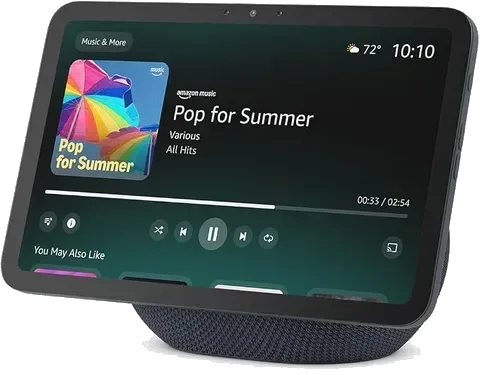 Music & More
72°
10:10
music
Pop
for Summer
amazon music
Pop for Summer
Various
All Hits
00:33 / 02:54
You May Also Like